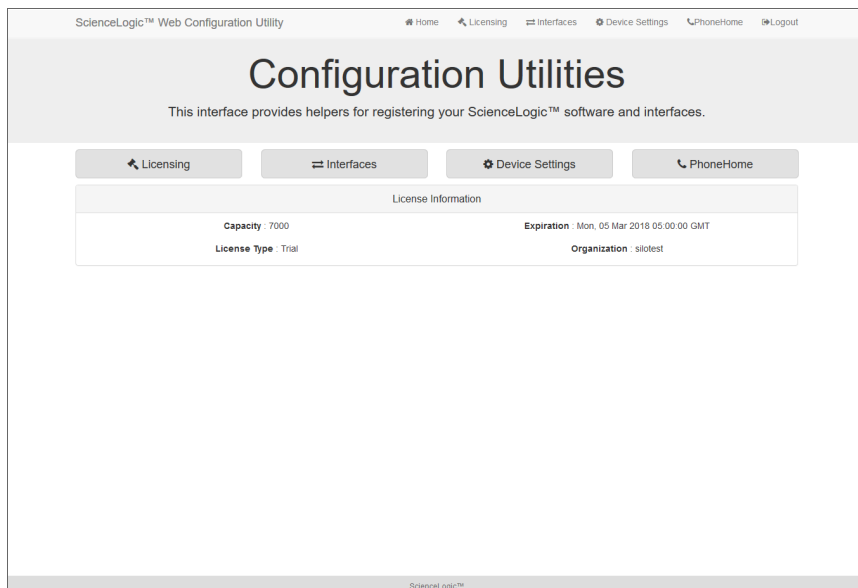 ScienceLogic™ Web Configuration Utility Home Licensing Interfaces Device Settings PhoneHome Logout
Configuration Utilities
This interface provides helpers for registering your ScienceLogic™ software and interfaces.
Licensing Interfaces Device Settings PhoneHome
License Information
Capacity : 7000 Expiration : Mon, 05 Mar 2018 05:00:00 GMT
License Type : Trial Organization : silotest
ScienceLogic™